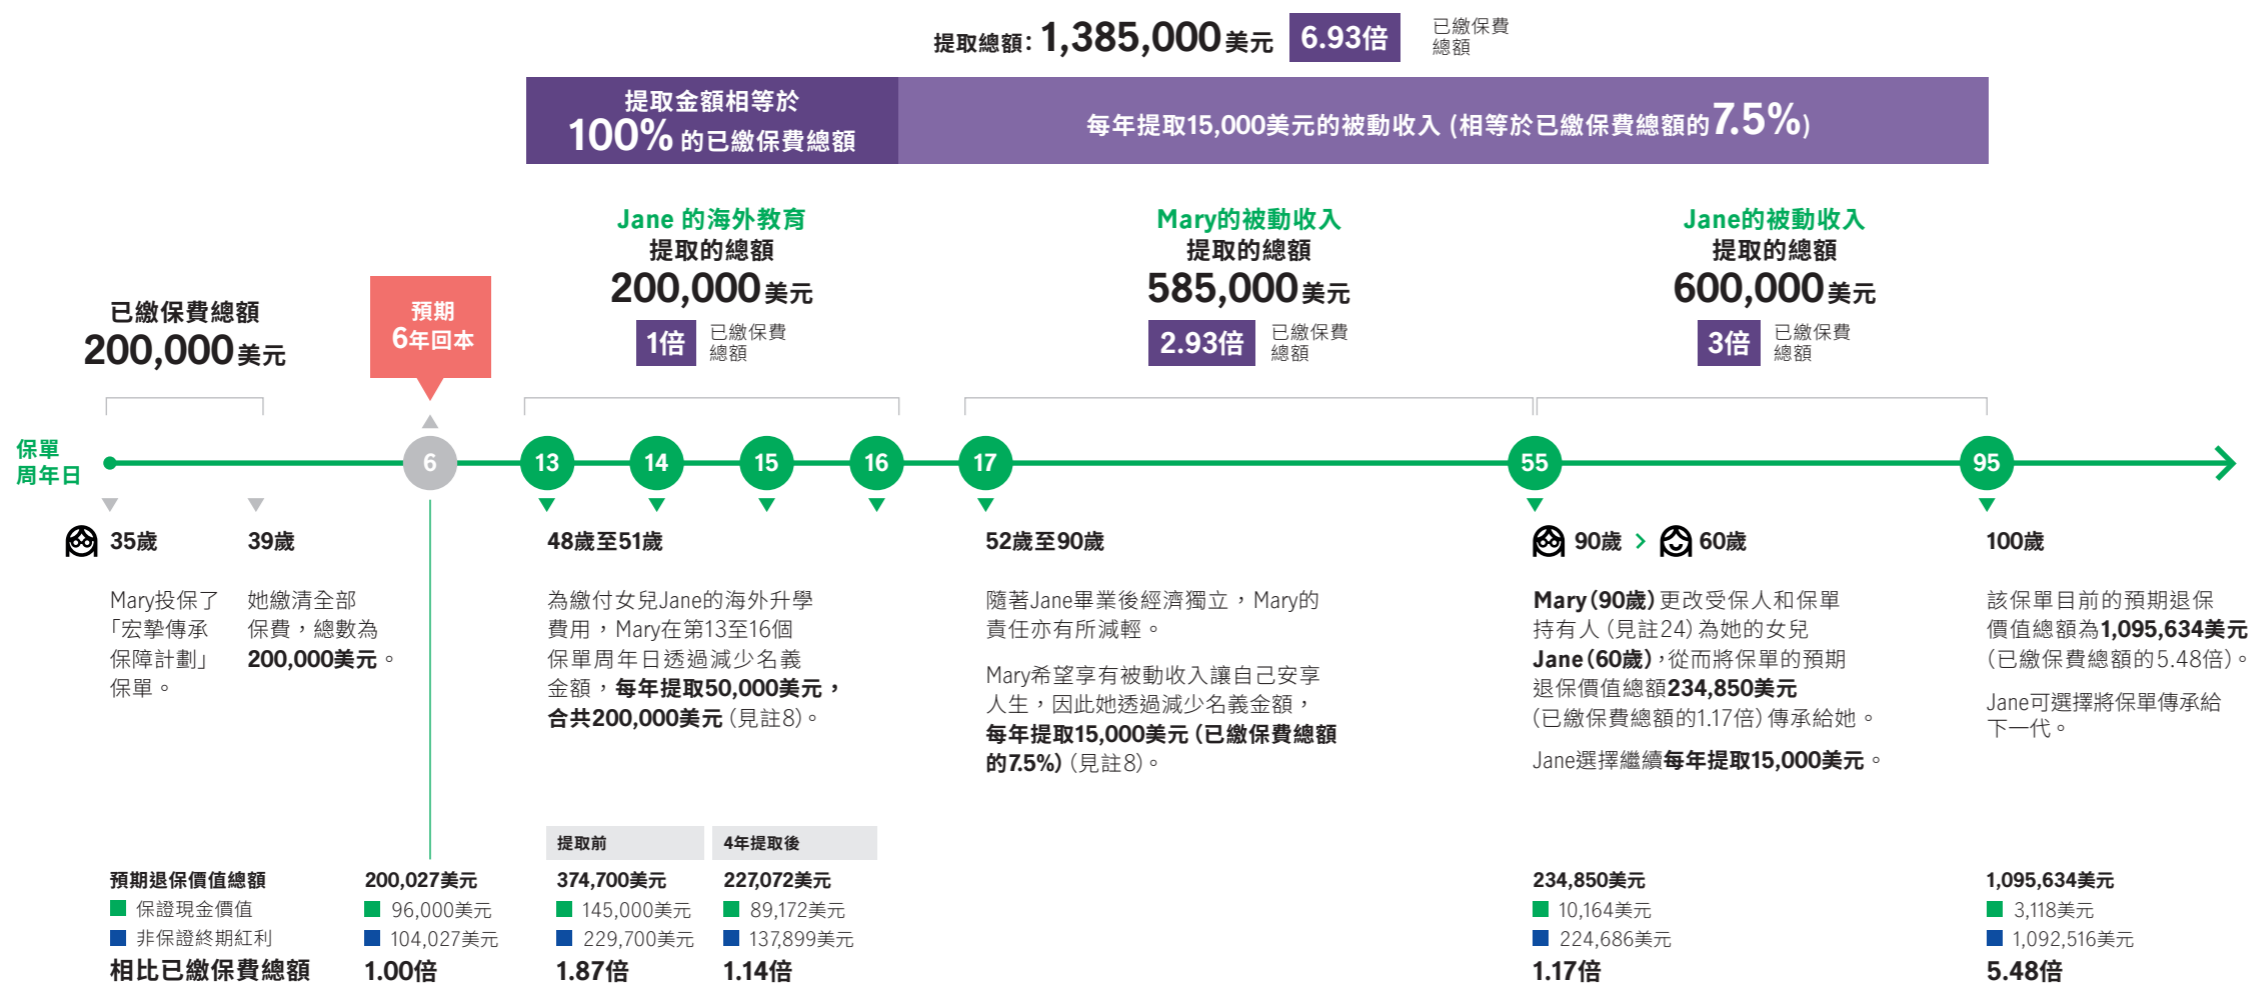 提取總額：1,385,000美元 6.93倍 已繳保費
總額
提取金額相等於
100% 的已繳保費總額
每年提取15,000美元的被動收入 (相等於已繳保費總額的7.5%)
Jane 的海外教育
提取的總額
200,000美元
1倍 已繳保費
總額
Mary的被動收入
提取的總額
585,000美元
2.93倍 已繳保費
總額
Jane的被動收入
提取的總額
600,000美元
3倍 已繳保費
總額
已繳保費總額
200,000美元
預期
6年回本
保單
周年日
6 13 14 15 16 17 55 95
35歲
Mary投保了
「宏摯傳承
保障計劃」
保單。
39歲
她繳清全部
保費，總數為
200,000美元。
48歲至51歲
為繳付女兒Jane的海外升學
費用，Mary在第13至16個
保單周年日透過減少名義
金額，每年提取50,000美元，
合共200,000美元（見註8）。
52歲至90歲
隨著Jane畢業後經濟獨立，Mary的
責任亦有所減輕。
Mary希望享有被動收入讓自己安享
人生，因此她透過減少名義金額，
每年提取15,000美元（已繳保費總額
的7.5%）（見註8）。
90歲 > 60歲
Mary（90歲）更改受保人和保單
持有人（見註24）為她的女兒
Jane（60歲），從而將保單的預期
退保價值總額234,850美元
（已繳保費總額的1.17倍）傳承給她。
Jane選擇繼續每年提取15,000美元。
100歲
該保單目前的預期退保
價值總額為1,095,634美元
（已繳保費總額的5.48倍）。
Jane可選擇將保單傳承給
下一代。
提取前 4年提取後
預期退保價值總額 200,027美元 374,700美元 227,072美元 234,850美元 1,095,634美元
保證現金價值 96,000美元 145,000美元 89,172美元 10,164美元 3,118美元
非保證終期紅利 104,027美元 229,700美元 137,899美元 224,686美元 1,092,516美元
相比已繳保費總額 1.00倍 1.87倍 1.14倍 1.17倍 5.48倍